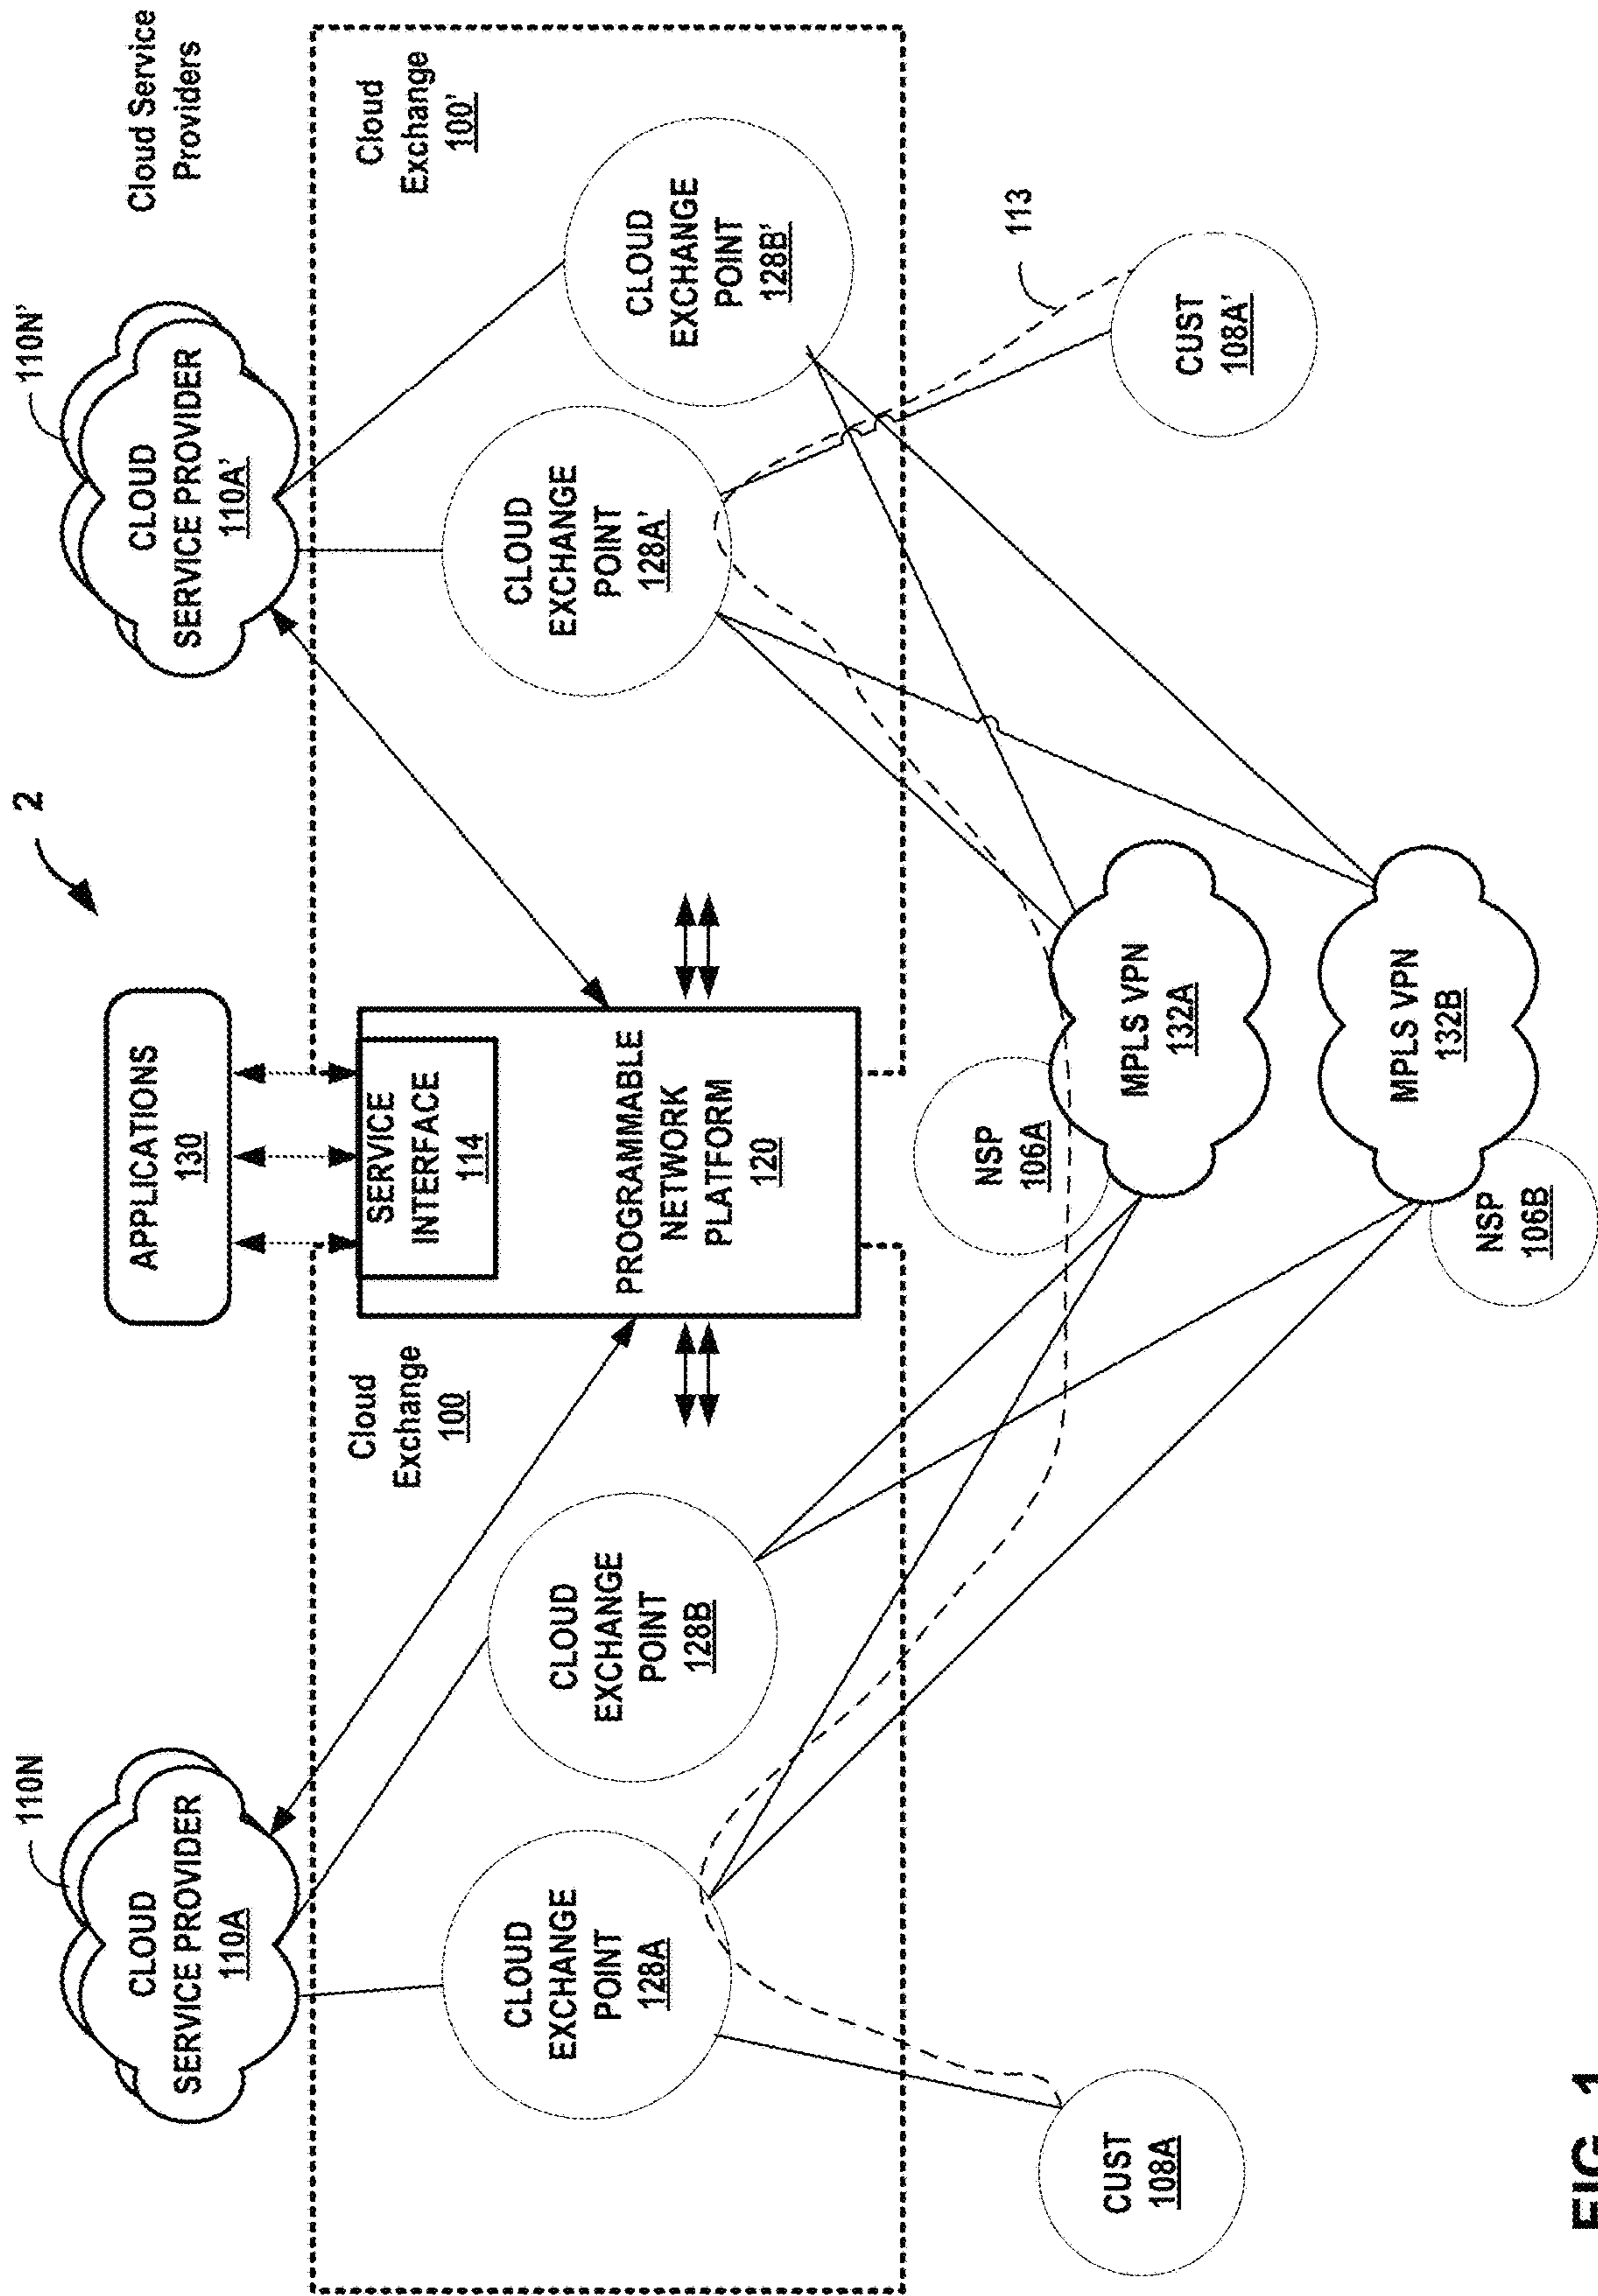 2
110N
110N'
Cloud Service
Providers
CLOUD
SERVICE PROVIDER
110A
APPLICATIONS
130
CLOUD
SERVICE PROVIDER
110A'
Cloud
Exchange
100
SERVICE
INTERFACE
114
PROGRAMMABLE
NETWORK
PLATFORM
120
Cloud
Exchange
100'
CLOUD
EXCHANGE
POINT
128A
CLOUD
EXCHANGE
POINT
128B
CLOUD
EXCHANGE
POINT
128A'
CLOUD
EXCHANGE
POINT
128B'
NSP
106A
113
CUST
108A
MPLS VPN
132A
CUST
108A'
MPLS VPN
132B
NSP
106B
FIG. 1